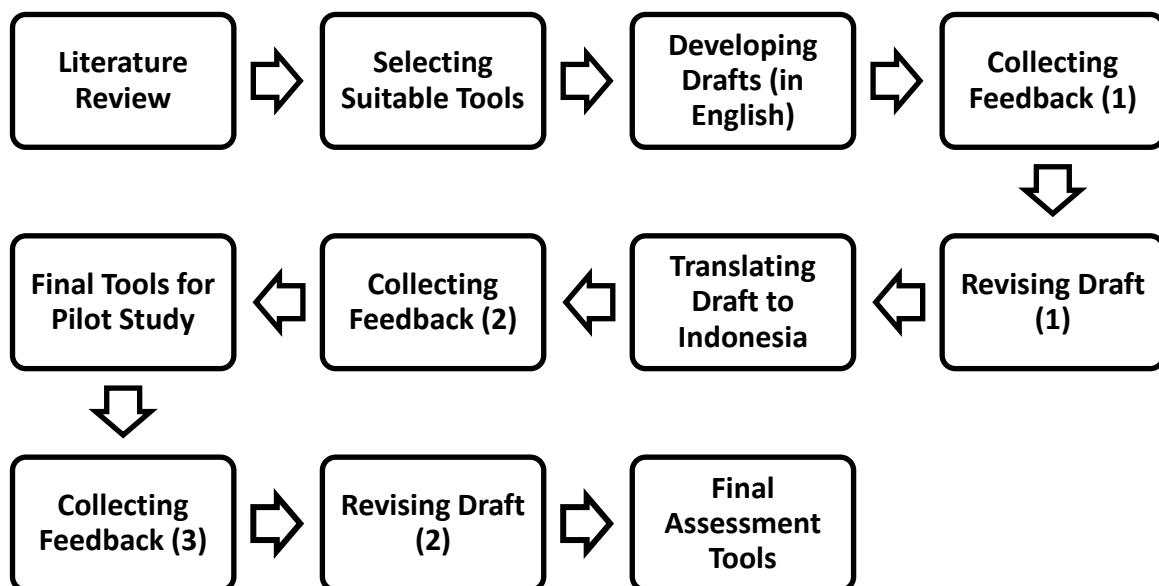 Literature
Review
Selecting
Suitable Tools
Developing
Drafts (in
English)
Collecting
Feedback (1)
Revising Draft
(1)
Translating
Draft to
Indonesia
Collecting
Feedback (2)
Final Tools for
Pilot Study
Collecting
Feedback (3)
Revising Draft
(2)
Final
Assessment
Tools